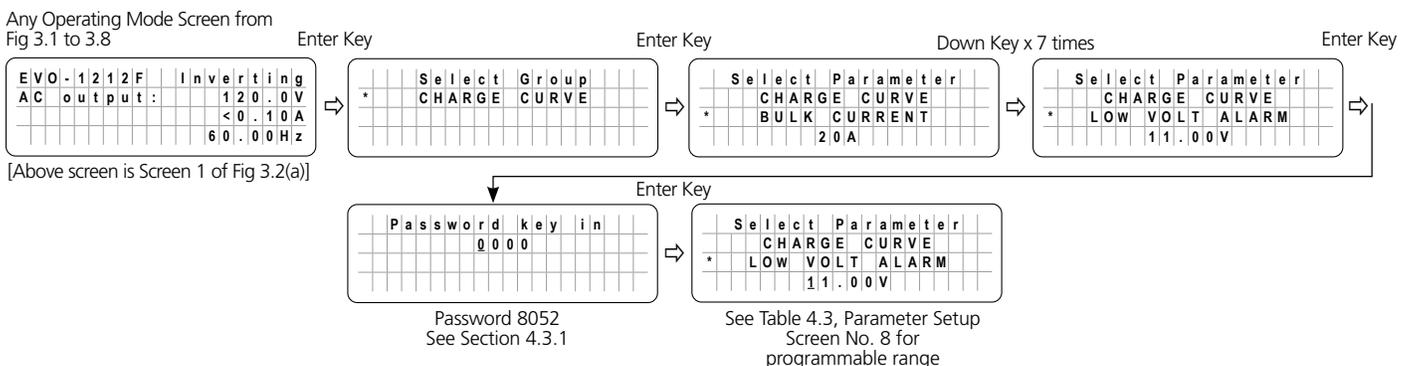 Any Operating Mode Screen from
Fig 3.1 to 3.8
Enter Key
Enter Key
Down Key x 7 times
Enter Key
EVO-1212F Inverting
AC output: 120.0V
<0.10A
60.00Hz
[Above screen is Screen 1 of Fig 3.2(a)]
Select Group
* CHARGE CURVE
Select Parameter
CHARGE CURVE
* BULK CURRENT
20A
Select Parameter
CHARGE CURVE
* LOW VOLT ALARM
11.00V
Enter Key
Password key in
0000
Password 8052
See Section 4.3.1
Select Parameter
CHARGE CURVE
* LOW VOLT ALARM
11.00V
See Table 4.3, Parameter Setup
Screen No. 8 for
programmable range